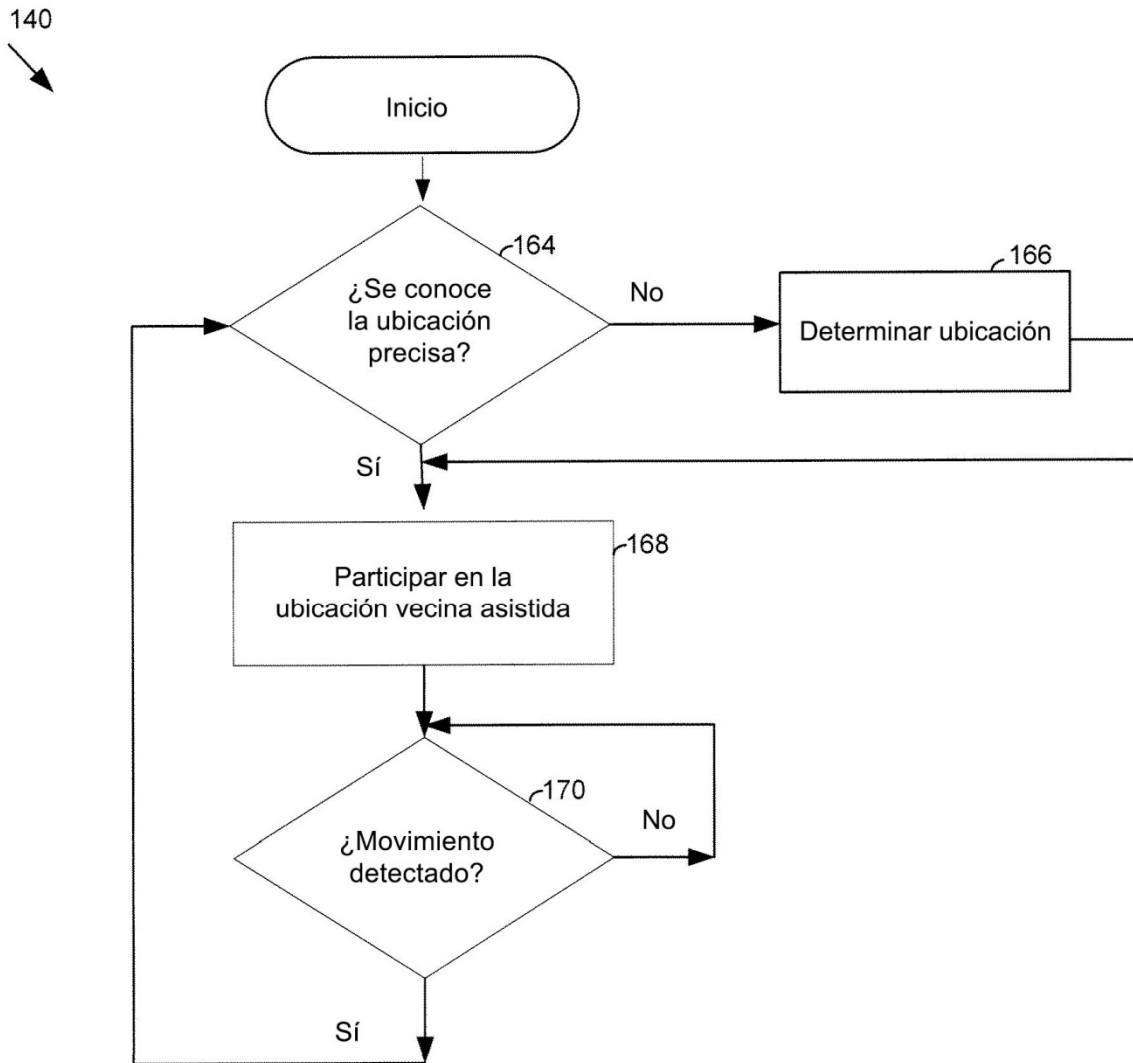 140
Inicio
164
¿Se conoce
la ubicación
precisa?
No
166
Determinar ubicación
Sí
168
Participar en la
ubicación vecina asistida
170
¿Movimiento
detectado?
No
Sí